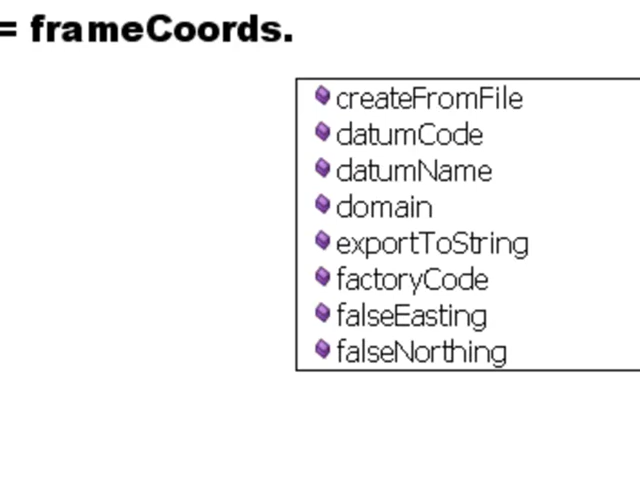 = frameCoords.
createFromFile
datumCode
datumName
domain
exportToString
factoryCode
falseEasting
falseNorthing